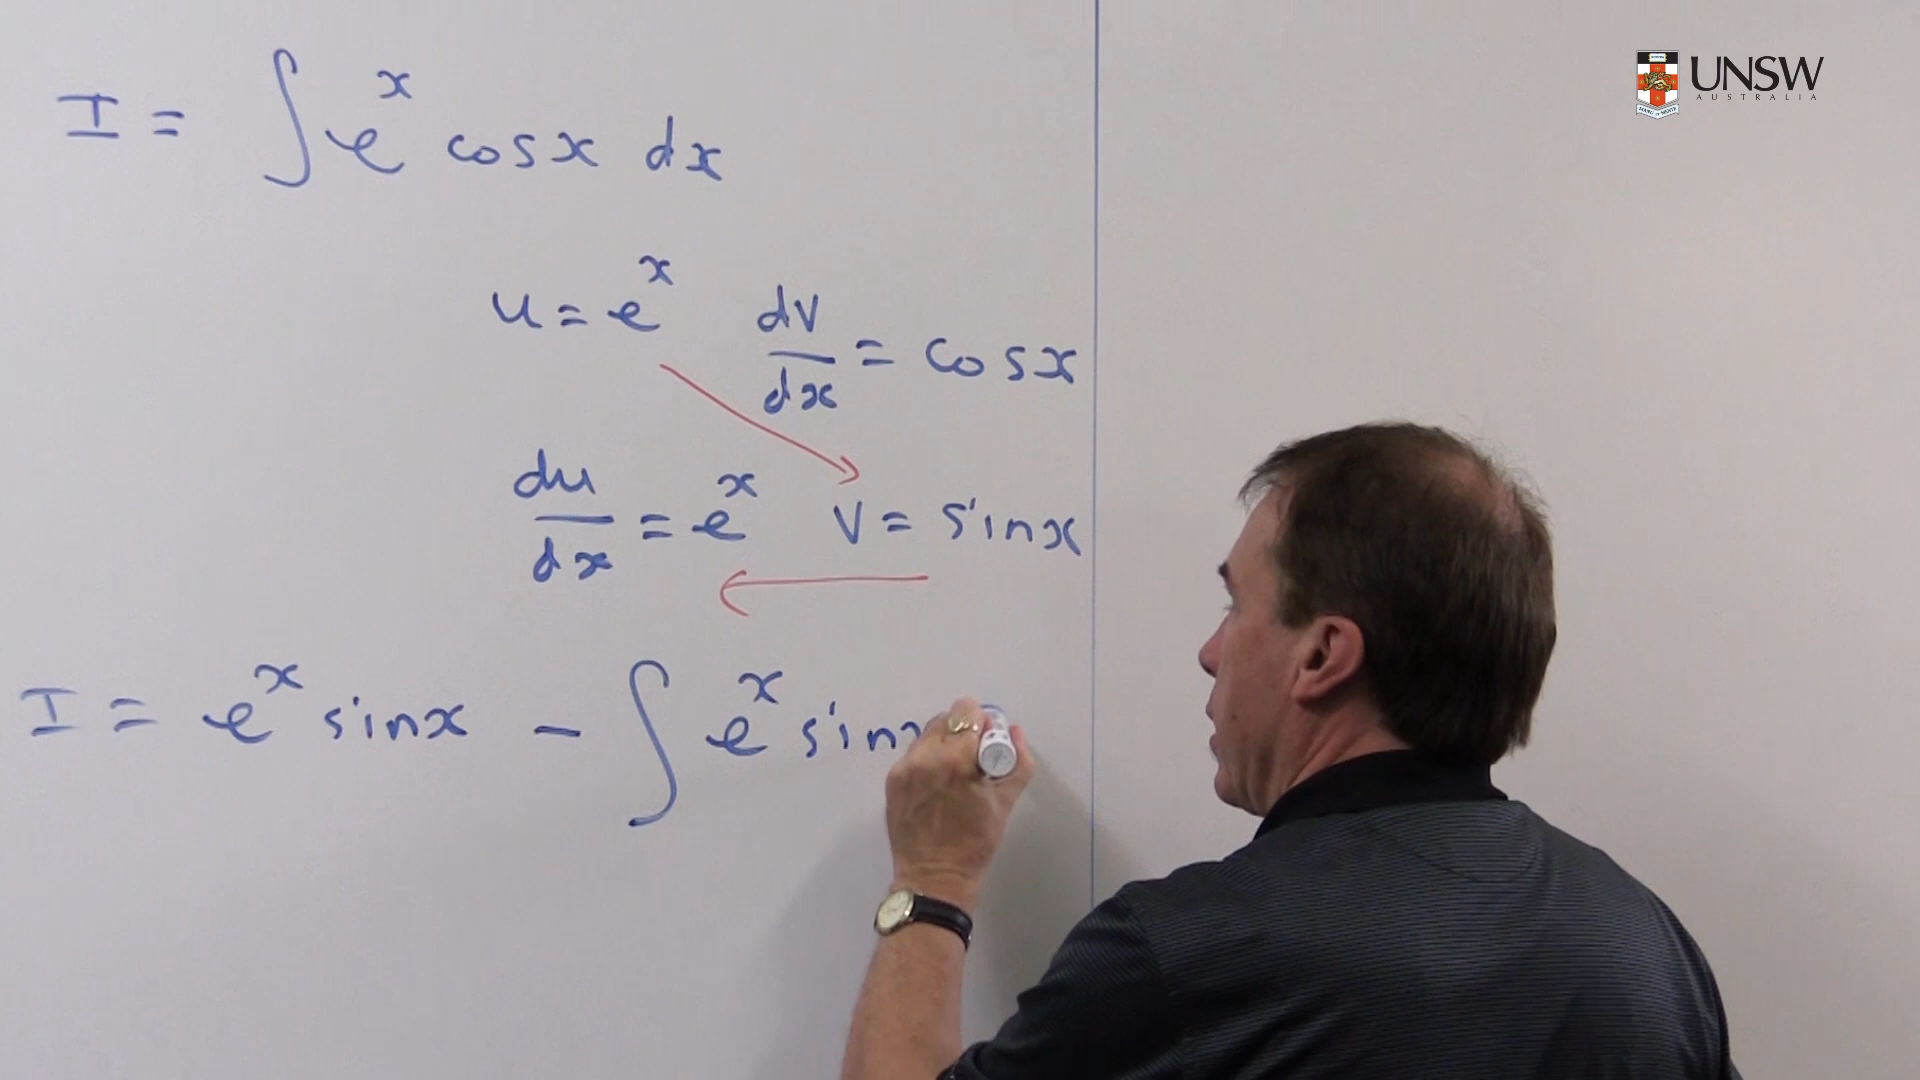 I = ∫ e^x cos x dx
u = e^x dv/dx = cos x
du/dx = e^x v = sin x
I = e^x sin x - ∫ e^x sin x
UNSW
AUSTRALIA